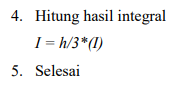 4. Hitung hasil integral
I = h/3*(I)
5. Selesai